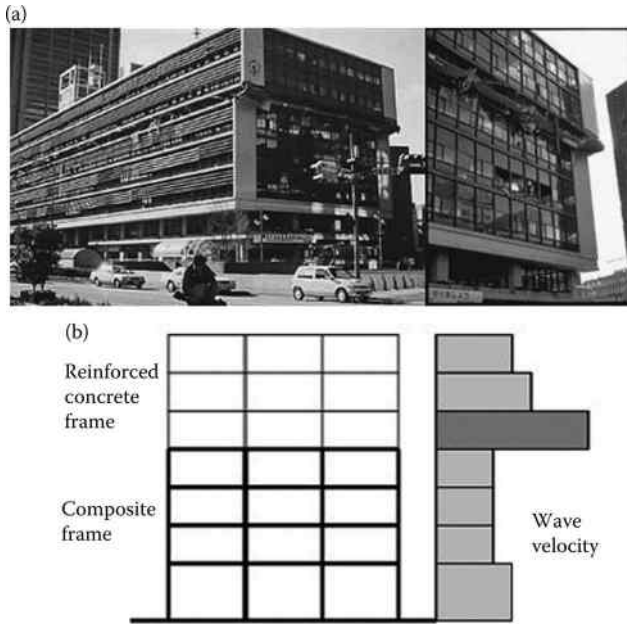 (a)
(b)
Reinforced
concrete
frame
Composite
frame
Wave
velocity